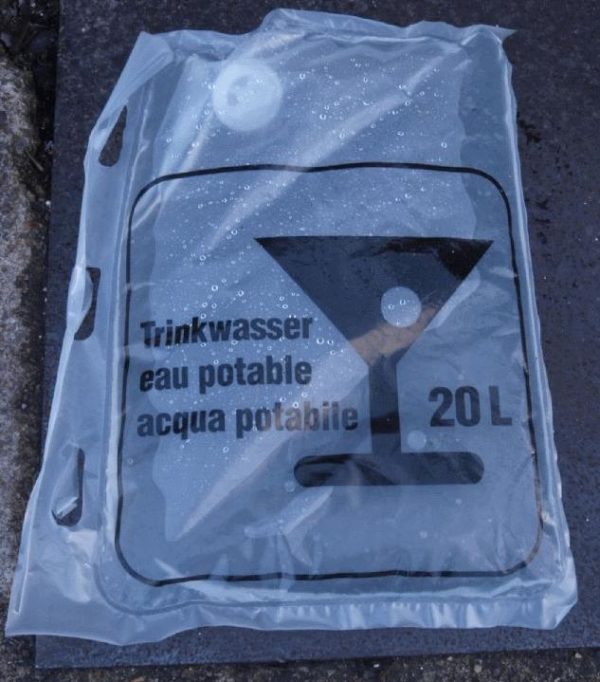 Trinkwasser
eau potable
acqua potabile
20 L